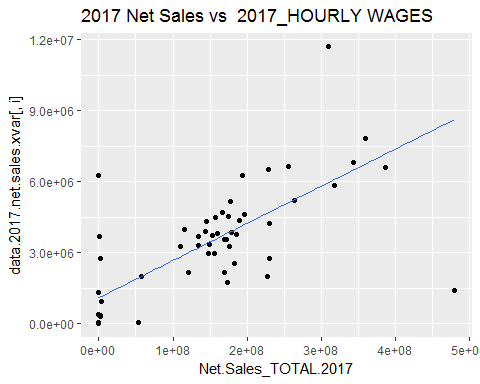 2017 Net Sales vs  2017_HOURLY WAGES
1.2e+07
9.0e+06
6.0e+06
3.0e+06
0.0e+00
data.2017.net.sales.xvar[, i]
0e+00 1e+08 2e+08 3e+08 4e+08 5e+08
Net.Sales_TOTAL.2017